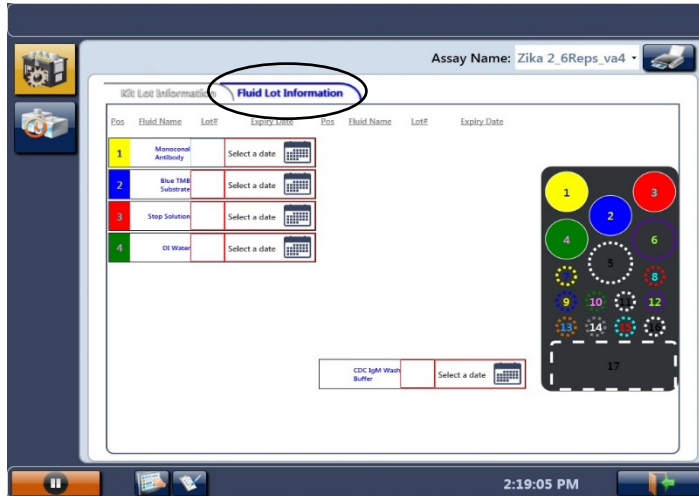 Assay Name: Zika 2_6Reps_va4
Kit Lot Information Fluid Lot Information
Pos Fluid Name Lot# Expiry Date Pos Fluid Name Lot# Expiry Date
1 Monoconal Antibody Select a date
2 Blue TMB Substrate Select a date
3 Stop Solution Select a date
4 DI Water Select a date
CDC IgM Wash Buffer Select a date
1 3
2
4 6
5
7 8
9 10 11 12
13 14 15 16
17
2:19:05 PM